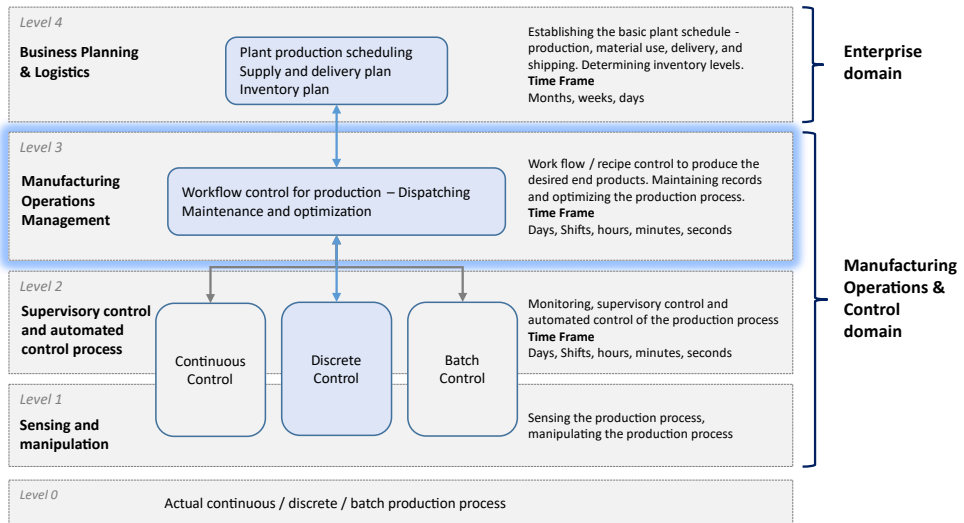 Level 4
Business Planning
& Logistics
Plant production scheduling
Supply and delivery plan
Inventory plan
Establishing the basic plant schedule -
production, material use, delivery, and
shipping. Determining inventory levels.
Time Frame
Months, weeks, days
Enterprise
domain
Level 3
Manufacturing
Operations
Management
Workflow control for production – Dispatching
Maintenance and optimization
Work flow / recipe control to produce the
desired end products. Maintaining records
and optimizing the production process.
Time Frame
Days, Shifts, hours, minutes, seconds
Manufacturing
Operations &
Control
domain
Level 2
Supervisory control
and automated
control process
Continuous
Control
Discrete
Control
Batch
Control
Monitoring, supervisory control and
automated control of the production process
Time Frame
Days, Shifts, hours, minutes, seconds
Level 1
Sensing and
manipulation
Sensing the production process,
manipulating the production process
Level 0
Actual continuous / discrete / batch production process